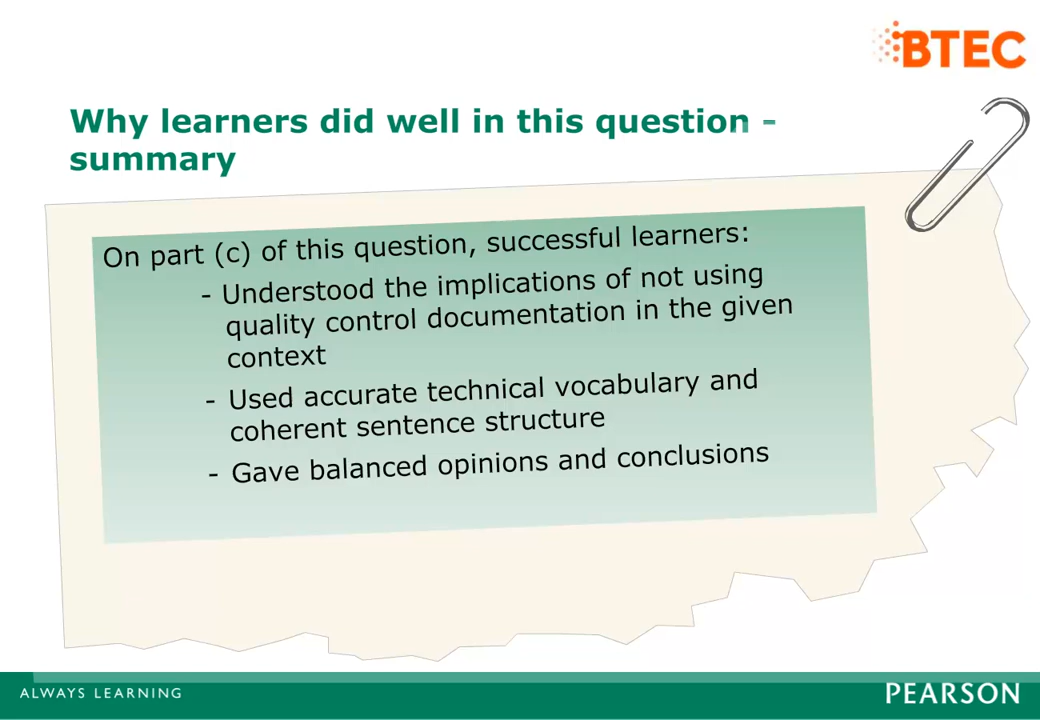 BTEC
Why learners did well in this question -
summary
On part (c) of this question, successful learners:
- Understood the implications of not using
quality control documentation in the given
context
- Used accurate technical vocabulary and
coherent sentence structure
- Gave balanced opinions and conclusions
ALWAYS LEARNING
PEARSON